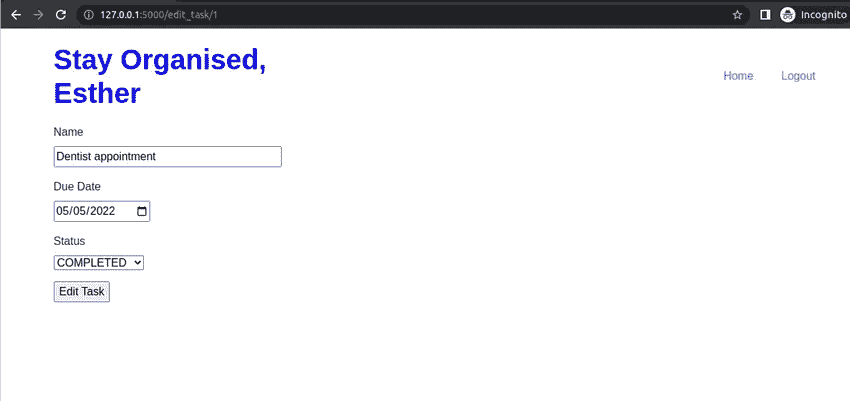 127.0.0.1:5000/edit_task/1
Incognito
Stay Organised,
Esther
Home
Logout
Name
Dentist appointment
Due Date
05/05/2022
Status
COMPLETED
Edit Task